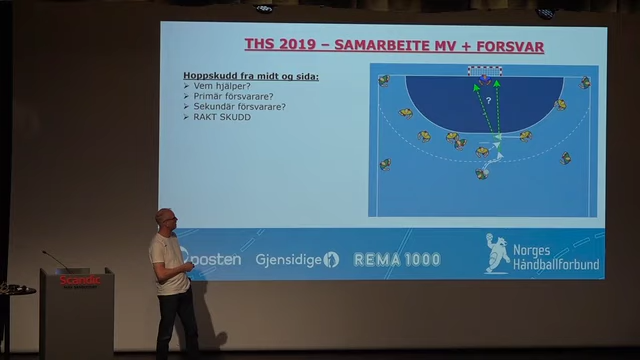 THS 2019 – SAMARBEITE MV + FORSVAR
Hoppskudd fra midt og sida:
Vem hjälper?
Primär försvarare?
Sekundär försvarare?
RAKT SKUDD
?
posten
Gjensidige
REMA 1000
Norges
Håndballforbund
Scandic